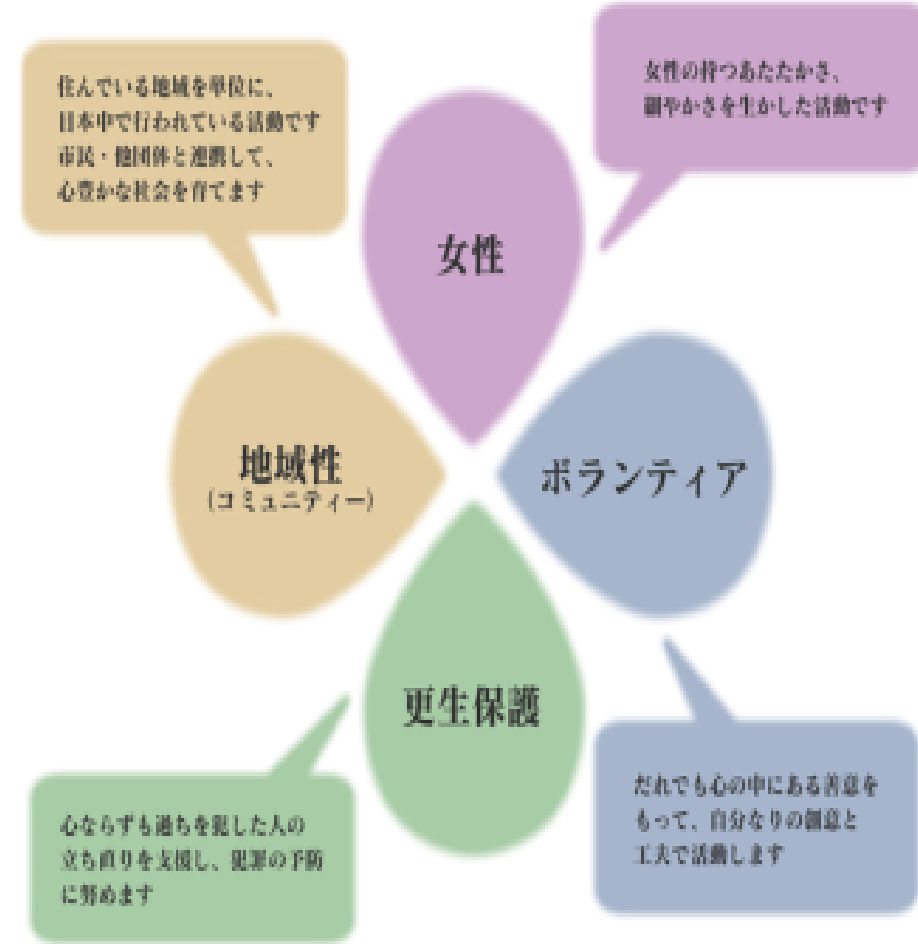 住んでいる地域を単位に、
日本中で行われている活動です
市民・他団体と連携して、
心豊かな社会を育てます
女性の持つあたたかさ、
細やかさを生かした活動です
女性
地域性
(コミュニティー)
ボランティア
更生保護
心ならずも過ちを犯した人の
立ち直りを支援し、犯罪の予防
に努めます
だれでも心の中にある善意を
もって、自分なりの創意と
工夫で活動します